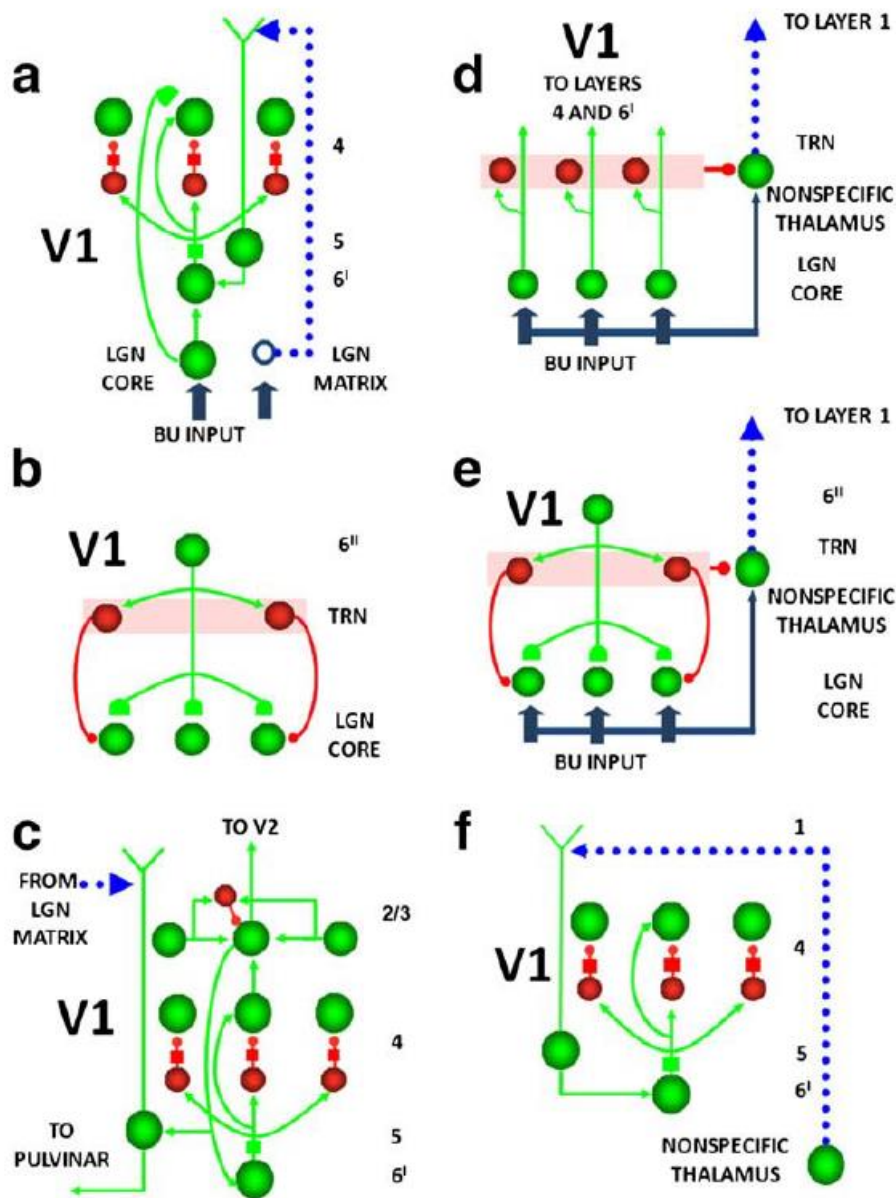 a
V1
4
5
6ᴵ
LGN
CORE
LGN
MATRIX
BU INPUT
b
V1
6ᴵᴵ
TRN
LGN
CORE
c
TO V2
FROM
LGN
MATRIX
2/3
V1
4
5
6ᴵ
TO
PULVINAR
d
V1
TO LAYERS
4 AND 6ᴵ
TO LAYER 1
TRN
NONSPECIFIC
THALAMUS
LGN
CORE
BU INPUT
e
V1
TO LAYER 1
6ᴵᴵ
TRN
NONSPECIFIC
THALAMUS
LGN
CORE
BU INPUT
f
1
V1
4
5
6ᴵ
NONSPECIFIC
THALAMUS